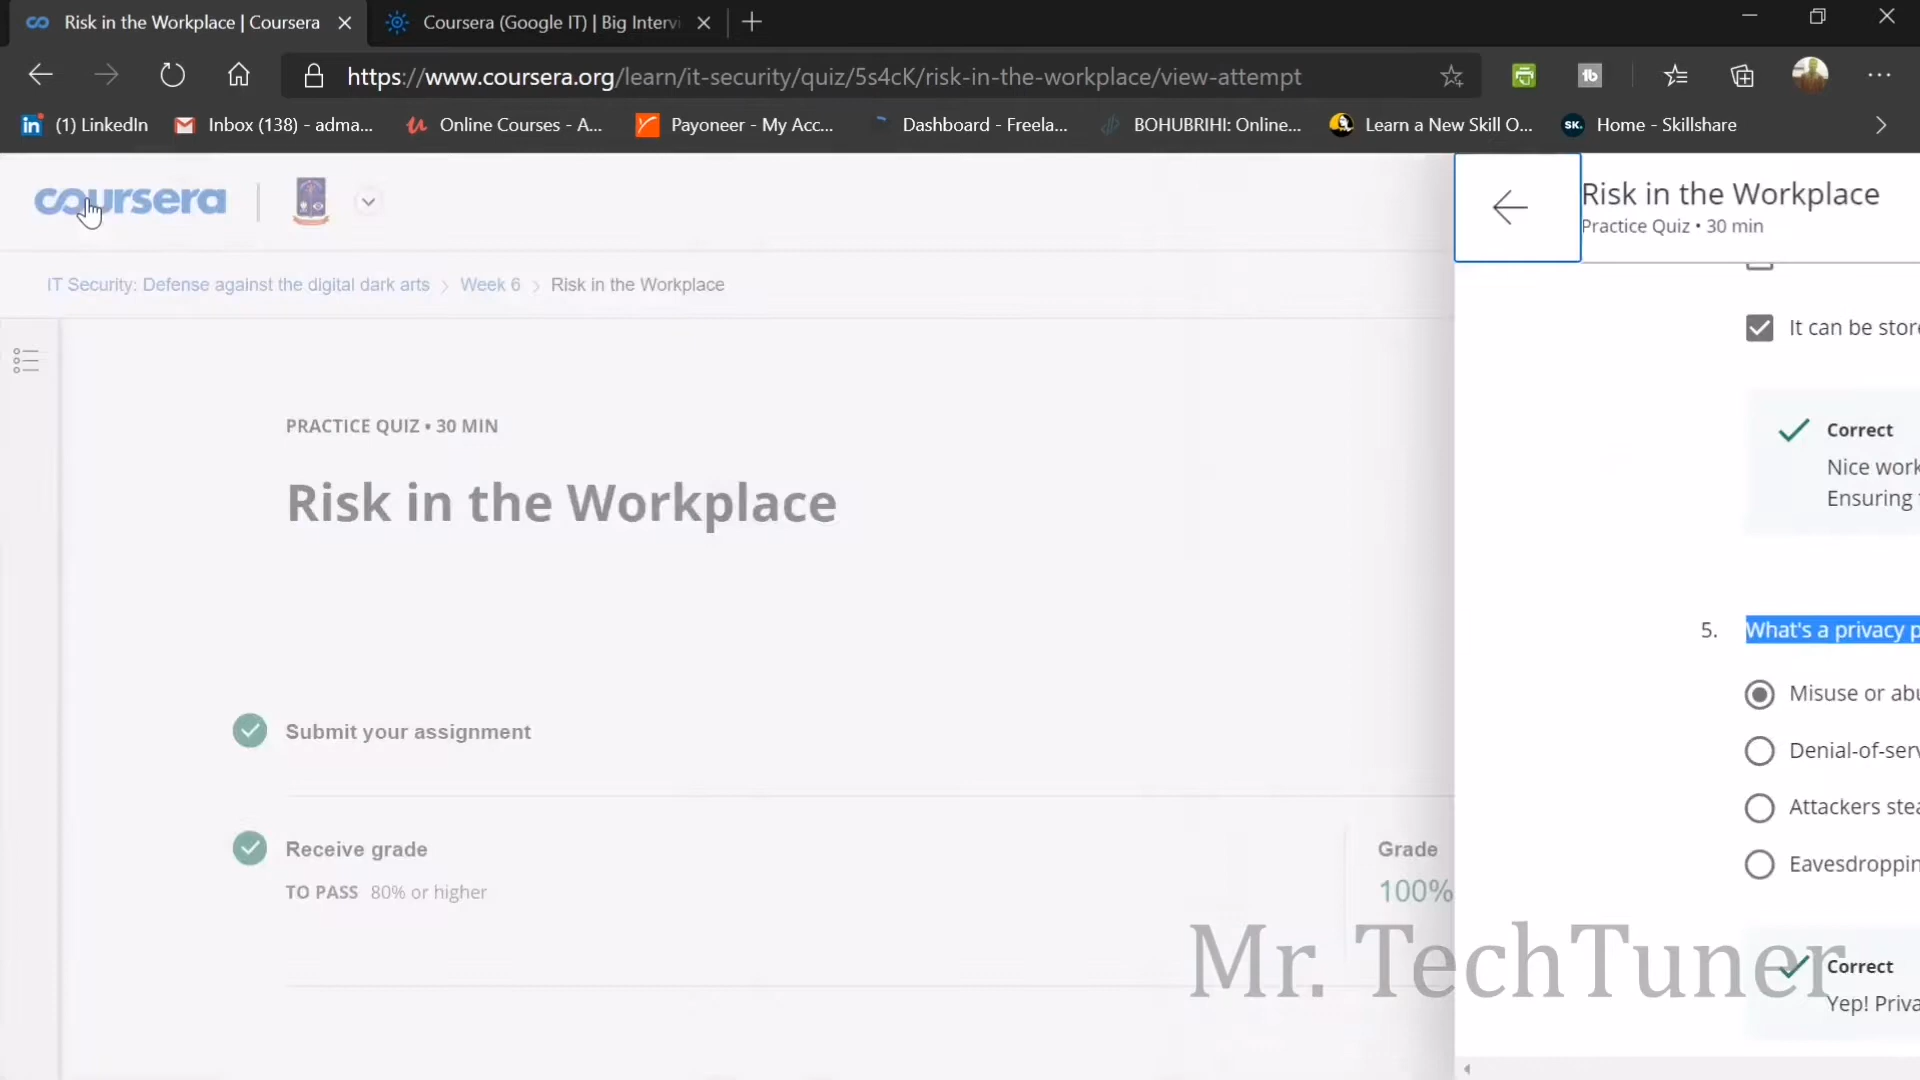 Risk in the Workplace | Coursera
Coursera (Google IT) | Big Intervi
https://www.coursera.org/learn/it-security/quiz/5s4cK/risk-in-the-workplace/view-attempt
(1) LinkedIn
Inbox (138) - adma...
Online Courses - A...
Payoneer - My Acc...
Dashboard - Freela...
BOHUBRIHI: Online...
Learn a New Skill O...
SK.
Home - Skillshare
coursera
IT Security: Defense against the digital dark arts > Week 6 > Risk in the Workplace
PRACTICE QUIZ • 30 MIN
Risk in the Workplace
Submit your assignment
Receive grade
TO PASS 80% or higher
Grade
100%
Risk in the Workplace
Practice Quiz • 30 min
It can be store
Correct
Nice work
Ensuring
5. What's a privacy p
Misuse or abu
Denial-of-serv
Attackers stea
Eavesdroppin
Correct
Yep! Priva
Mr. TechTuner